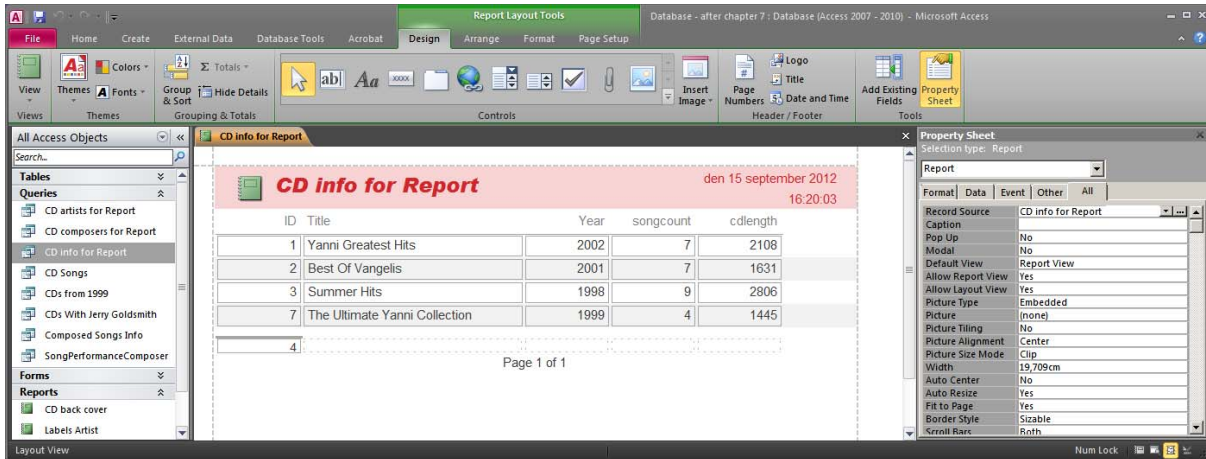 Report Layout Tools
Database - after chapter 7 : Database (Access 2007 - 2010) - Microsoft Access
File Home Create External Data Database Tools Acrobat Design Arrange Format Page Setup
View
Views
Themes
Aa Colors
A Fonts
Themes
Group & Sort
Σ Totals
Hide Details
Grouping & Totals
ab| Aa xxxx
Insert Image
Controls
Page Numbers
Logo
Title
Date and Time
Header / Footer
Add Existing Fields
Property Sheet
Tools
All Access Objects
Search...
Tables
Queries
CD artists for Report
CD composers for Report
CD info for Report
CD Songs
CDs from 1999
CDs With Jerry Goldsmith
Composed Songs Info
SongPerformanceComposer
Forms
Reports
CD back cover
Labels Artist
CD info for Report
CD info for Report
den 15 september 2012
16:20:03
ID Title Year songcount cdlength
1 Yanni Greatest Hits 2002 7 2108
2 Best Of Vangelis 2001 7 1631
3 Summer Hits 1998 9 2806
7 The Ultimate Yanni Collection 1999 4 1445
4
Page 1 of 1
Property Sheet
Selection type: Report
Report
Format Data Event Other All
Record Source CD info for Report
Caption
Pop Up No
Modal No
Default View Report View
Allow Report View Yes
Allow Layout View Yes
Picture Type Embedded
Picture (none)
Picture Tiling No
Picture Alignment Center
Picture Size Mode Clip
Width 19,709cm
Auto Center No
Auto Resize Yes
Fit to Page Yes
Border Style Sizable
Scroll Bars Both
Layout View
Num Lock